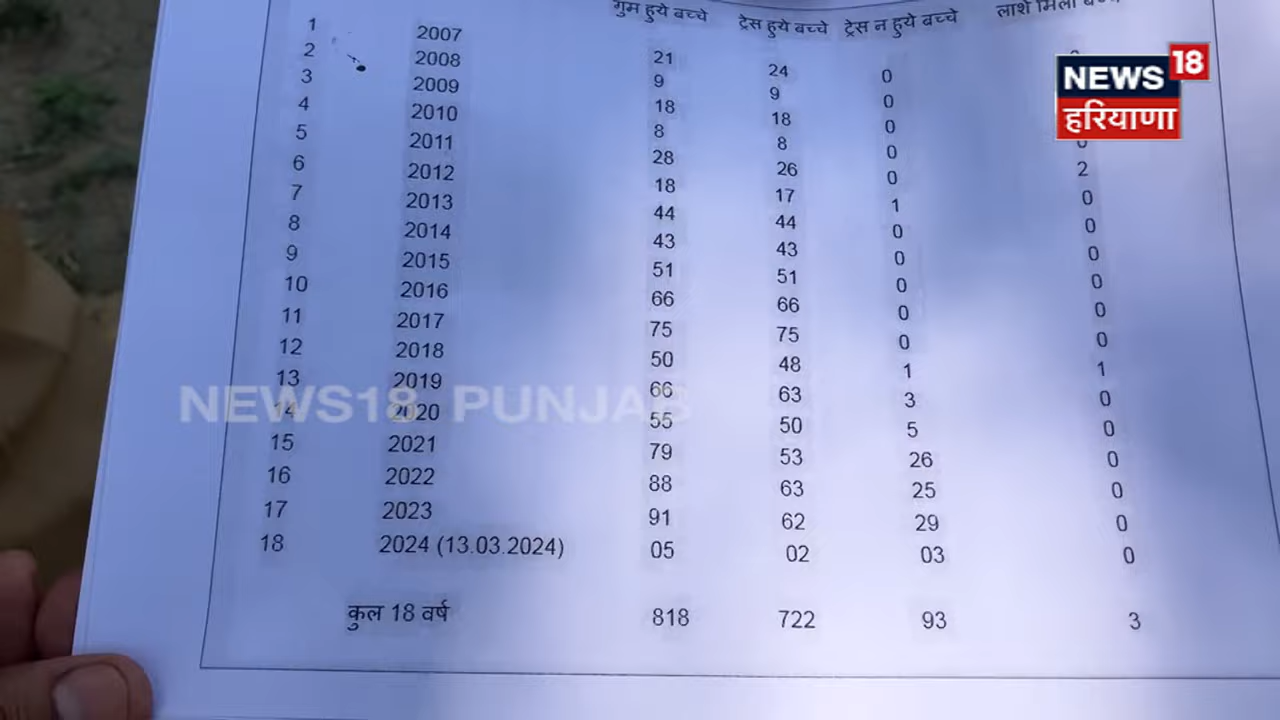 गुम हुये बच्चे ट्रेस हुये बच्चे ट्रेस न हुये बच्चे लाशे मिली
1 2007 21 24 0
2 2008 9 9 0
3 2009 18 18 0
4 2010 8 8 0
5 2011 28 26 0 2
6 2012 18 17 1 0
7 2013 44 44 0 0
8 2014 43 43 0 0
9 2015 51 51 0 0
10 2016 66 66 0 0
11 2017 75 75 0 0
12 2018 50 48 1 1
13 2019 66 63 3 0
14 2020 55 50 5 0
15 2021 79 53 26 0
16 2022 88 63 25 0
17 2023 91 62 29 0
18 2024 (13.03.2024) 05 02 03 0
कुल 18 वर्ष 818 722 93 3
NEWS 18
हरियाणा
NEWS18 PUNJAB